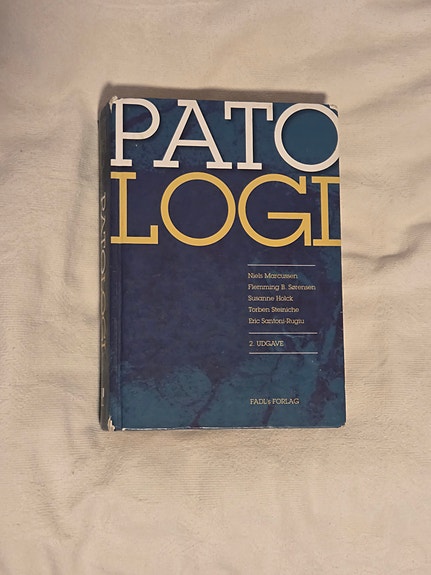 PATO
LOGI
Niels Marcussen
Flemming B. Sørensen
Susanne Holck
Torben Steiniche
Eric Santoni-Rugiu
2. UDGAVE
FADL's FORLAG
PATOLOGI